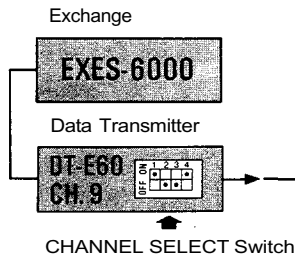 Exchange
EXES-6000
Data Transmitter
DT-E60
CH. 9
OFF ON
1 2 3 4
CHANNEL SELECT Switch